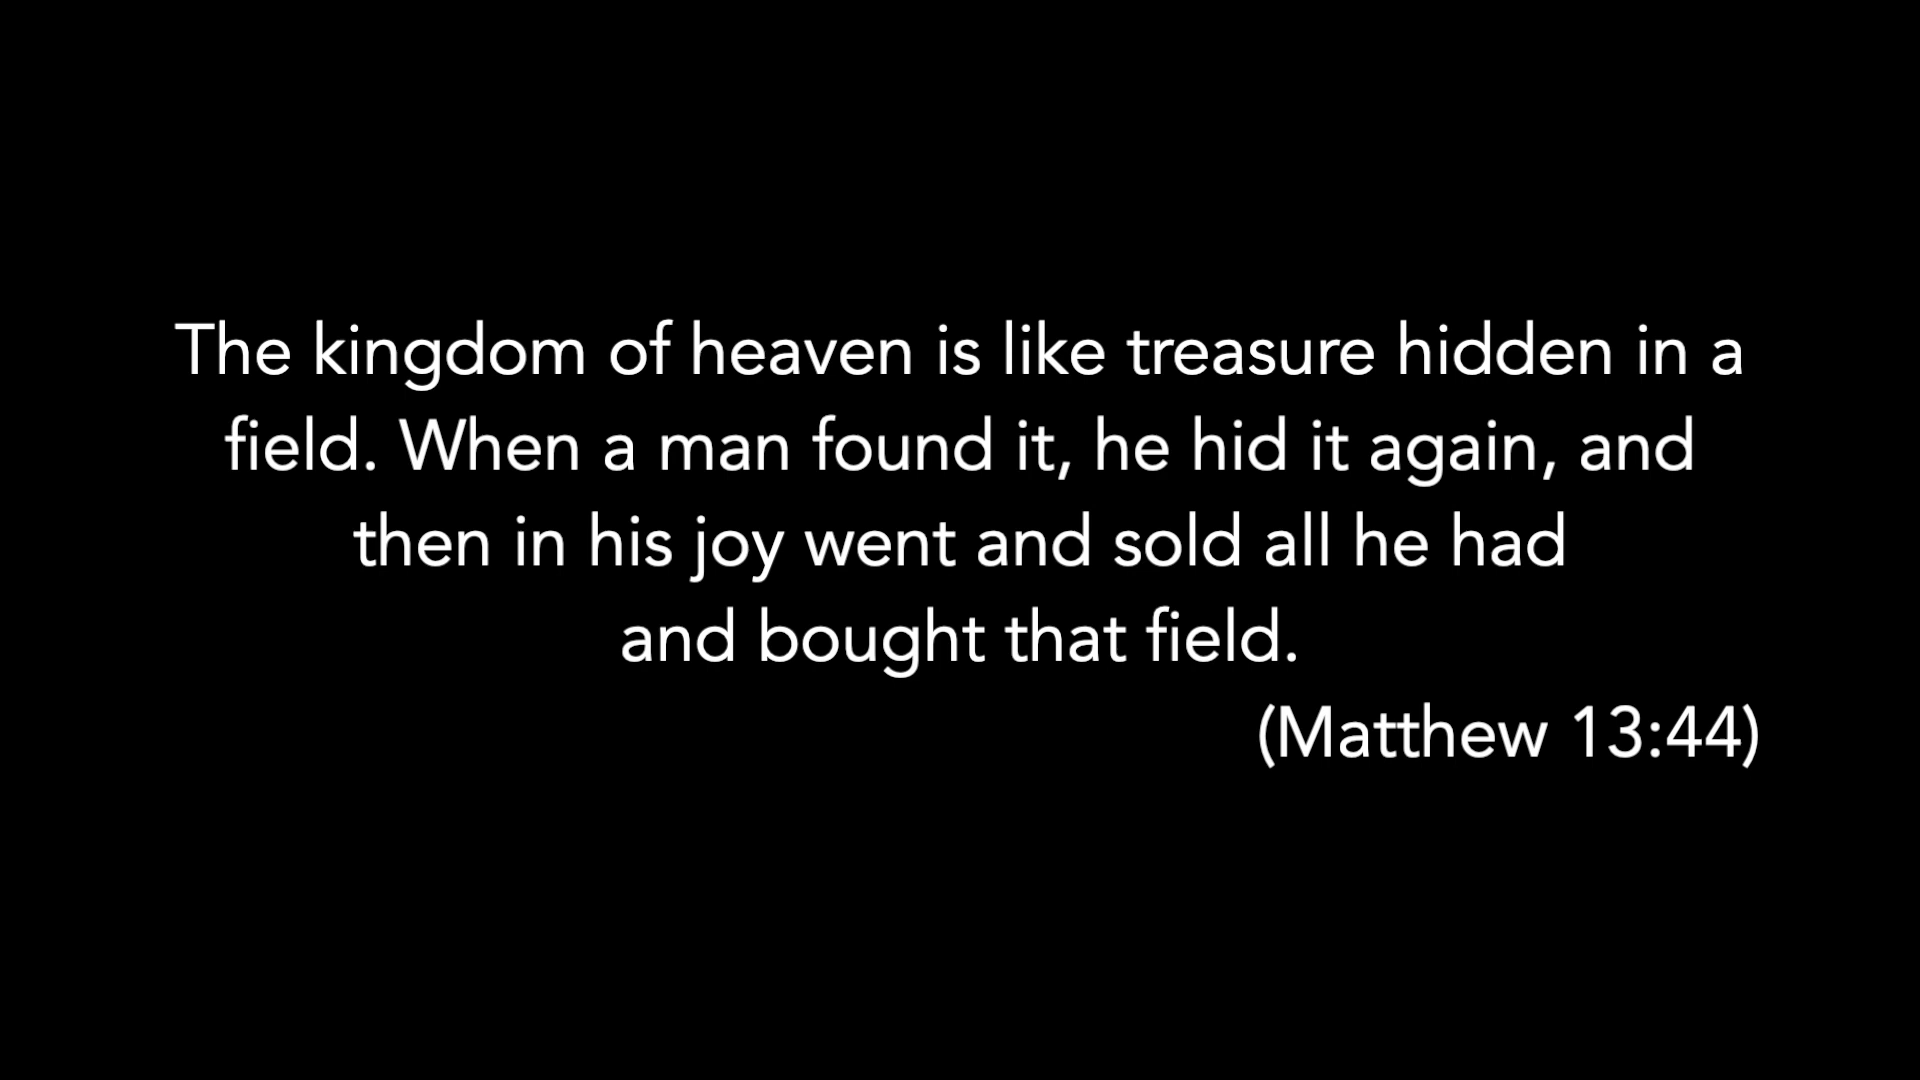 The kingdom of heaven is like treasure hidden in a
field. When a man found it, he hid it again, and
then in his joy went and sold all he had
and bought that field.
(Matthew 13:44)